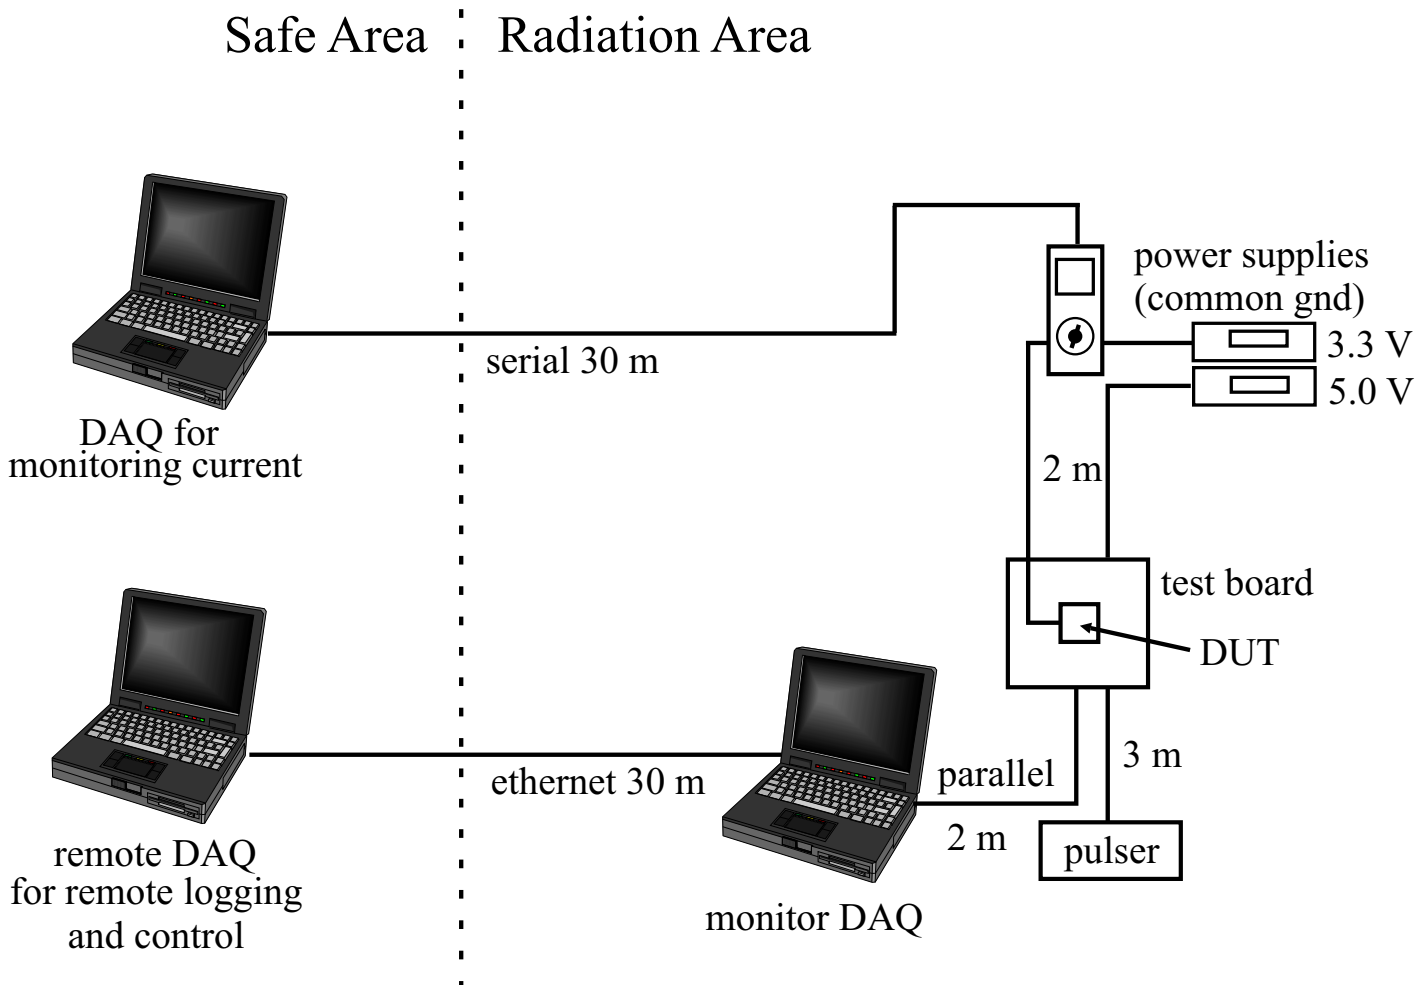 Safe Area
Radiation Area
power supplies
(common gnd)
3.3 V
5.0 V
serial 30 m
DAQ for
monitoring current
2 m
test board
DUT
ethernet 30 m
parallel
3 m
2 m
pulser
remote DAQ
for remote logging
and control
monitor DAQ